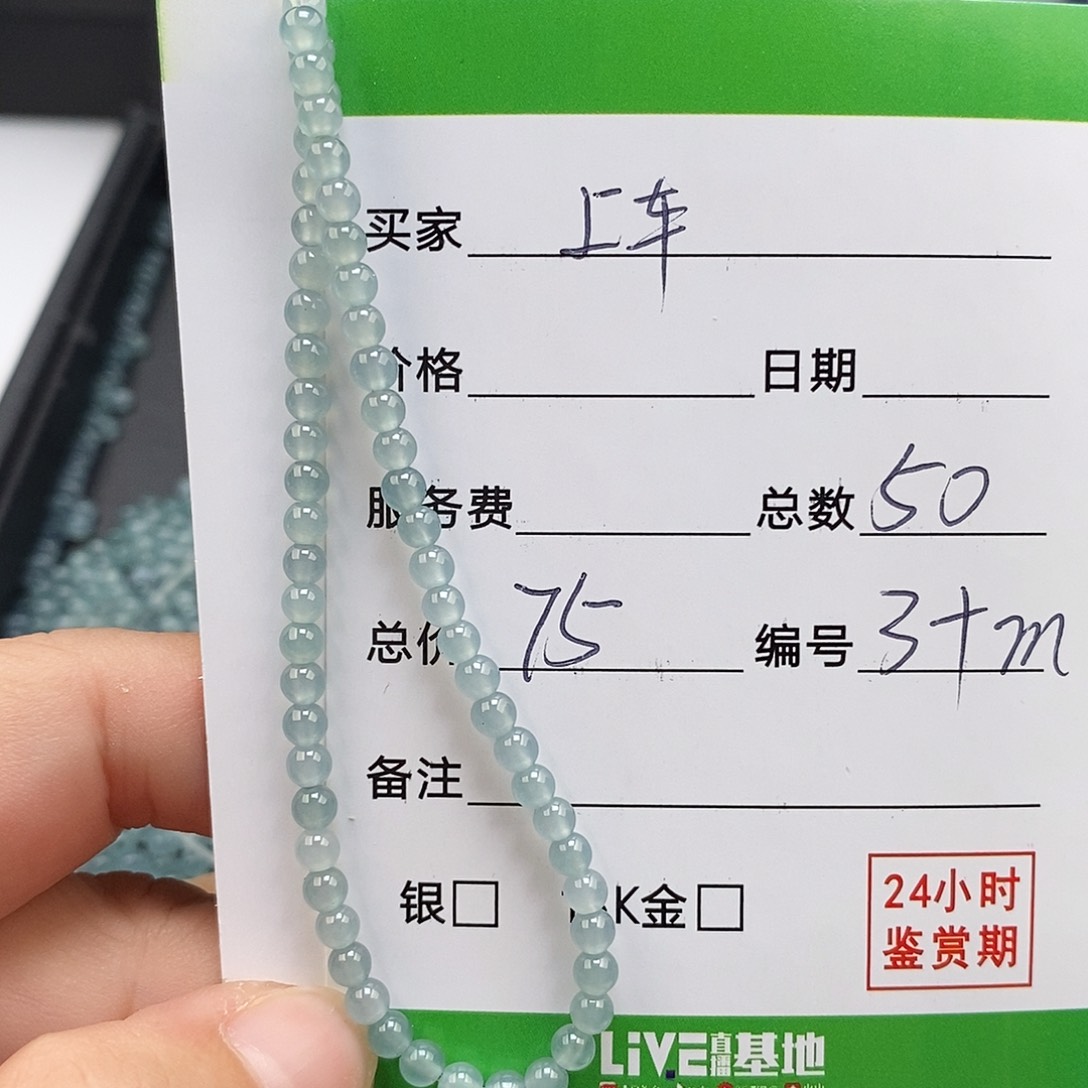 买家 上车
价格 日期
服务费 总数 50
总价 75 编号 3+m
备注
银 K金
24小时
鉴赏期
LiVE直播基地